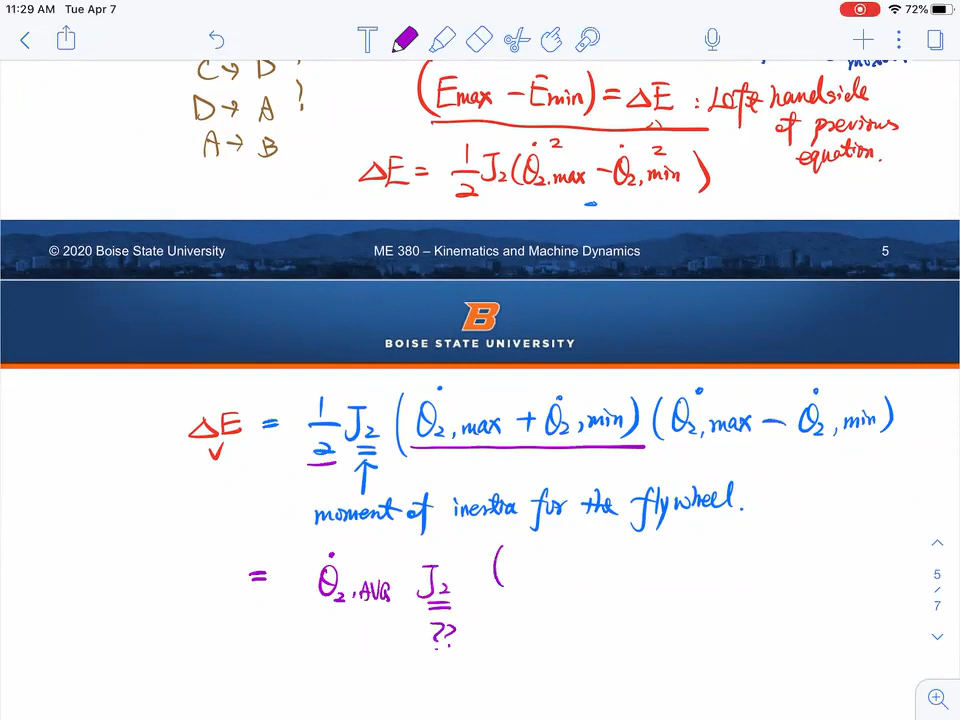 11:29 AM Tue Apr 7
72%
C → D
D → A ?
A → B
(Emax − Emin) = ΔE : Left handside
of previous
equation.
ΔE = 1/2 J₂ (θ̇₂,max² − θ̇₂,min²)
© 2020 Boise State University ME 380 – Kinematics and Machine Dynamics 5
B
BOISE STATE UNIVERSITY
ΔE = 1/2 J₂ (θ̇₂,max + θ̇₂,min) (θ̇₂,max − θ̇₂,min)
moment of inertra for the flywheel.
= θ̇₂,AVG J₂ (
??
5
/
7